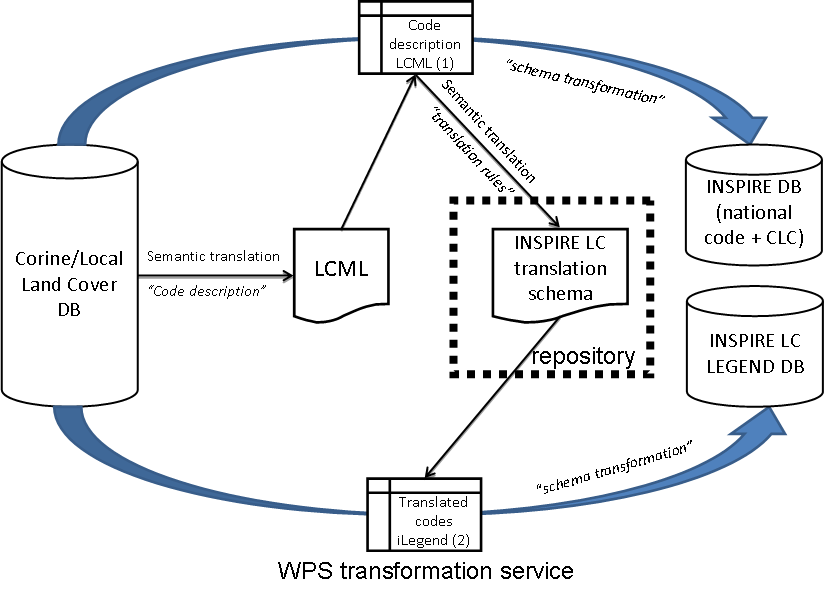 Code
description
LCML (1)
"schema transformation"
Semantic translation
"translation rules"
INSPIRE DB
(national
code + CLC)
Corine/Local
Land Cover
DB
Semantic translation
"Code description"
LCML
INSPIRE LC
translation
schema
repository
INSPIRE LC
LEGEND DB
"schema transformation"
Translated
codes
iLegend (2)
WPS transformation service